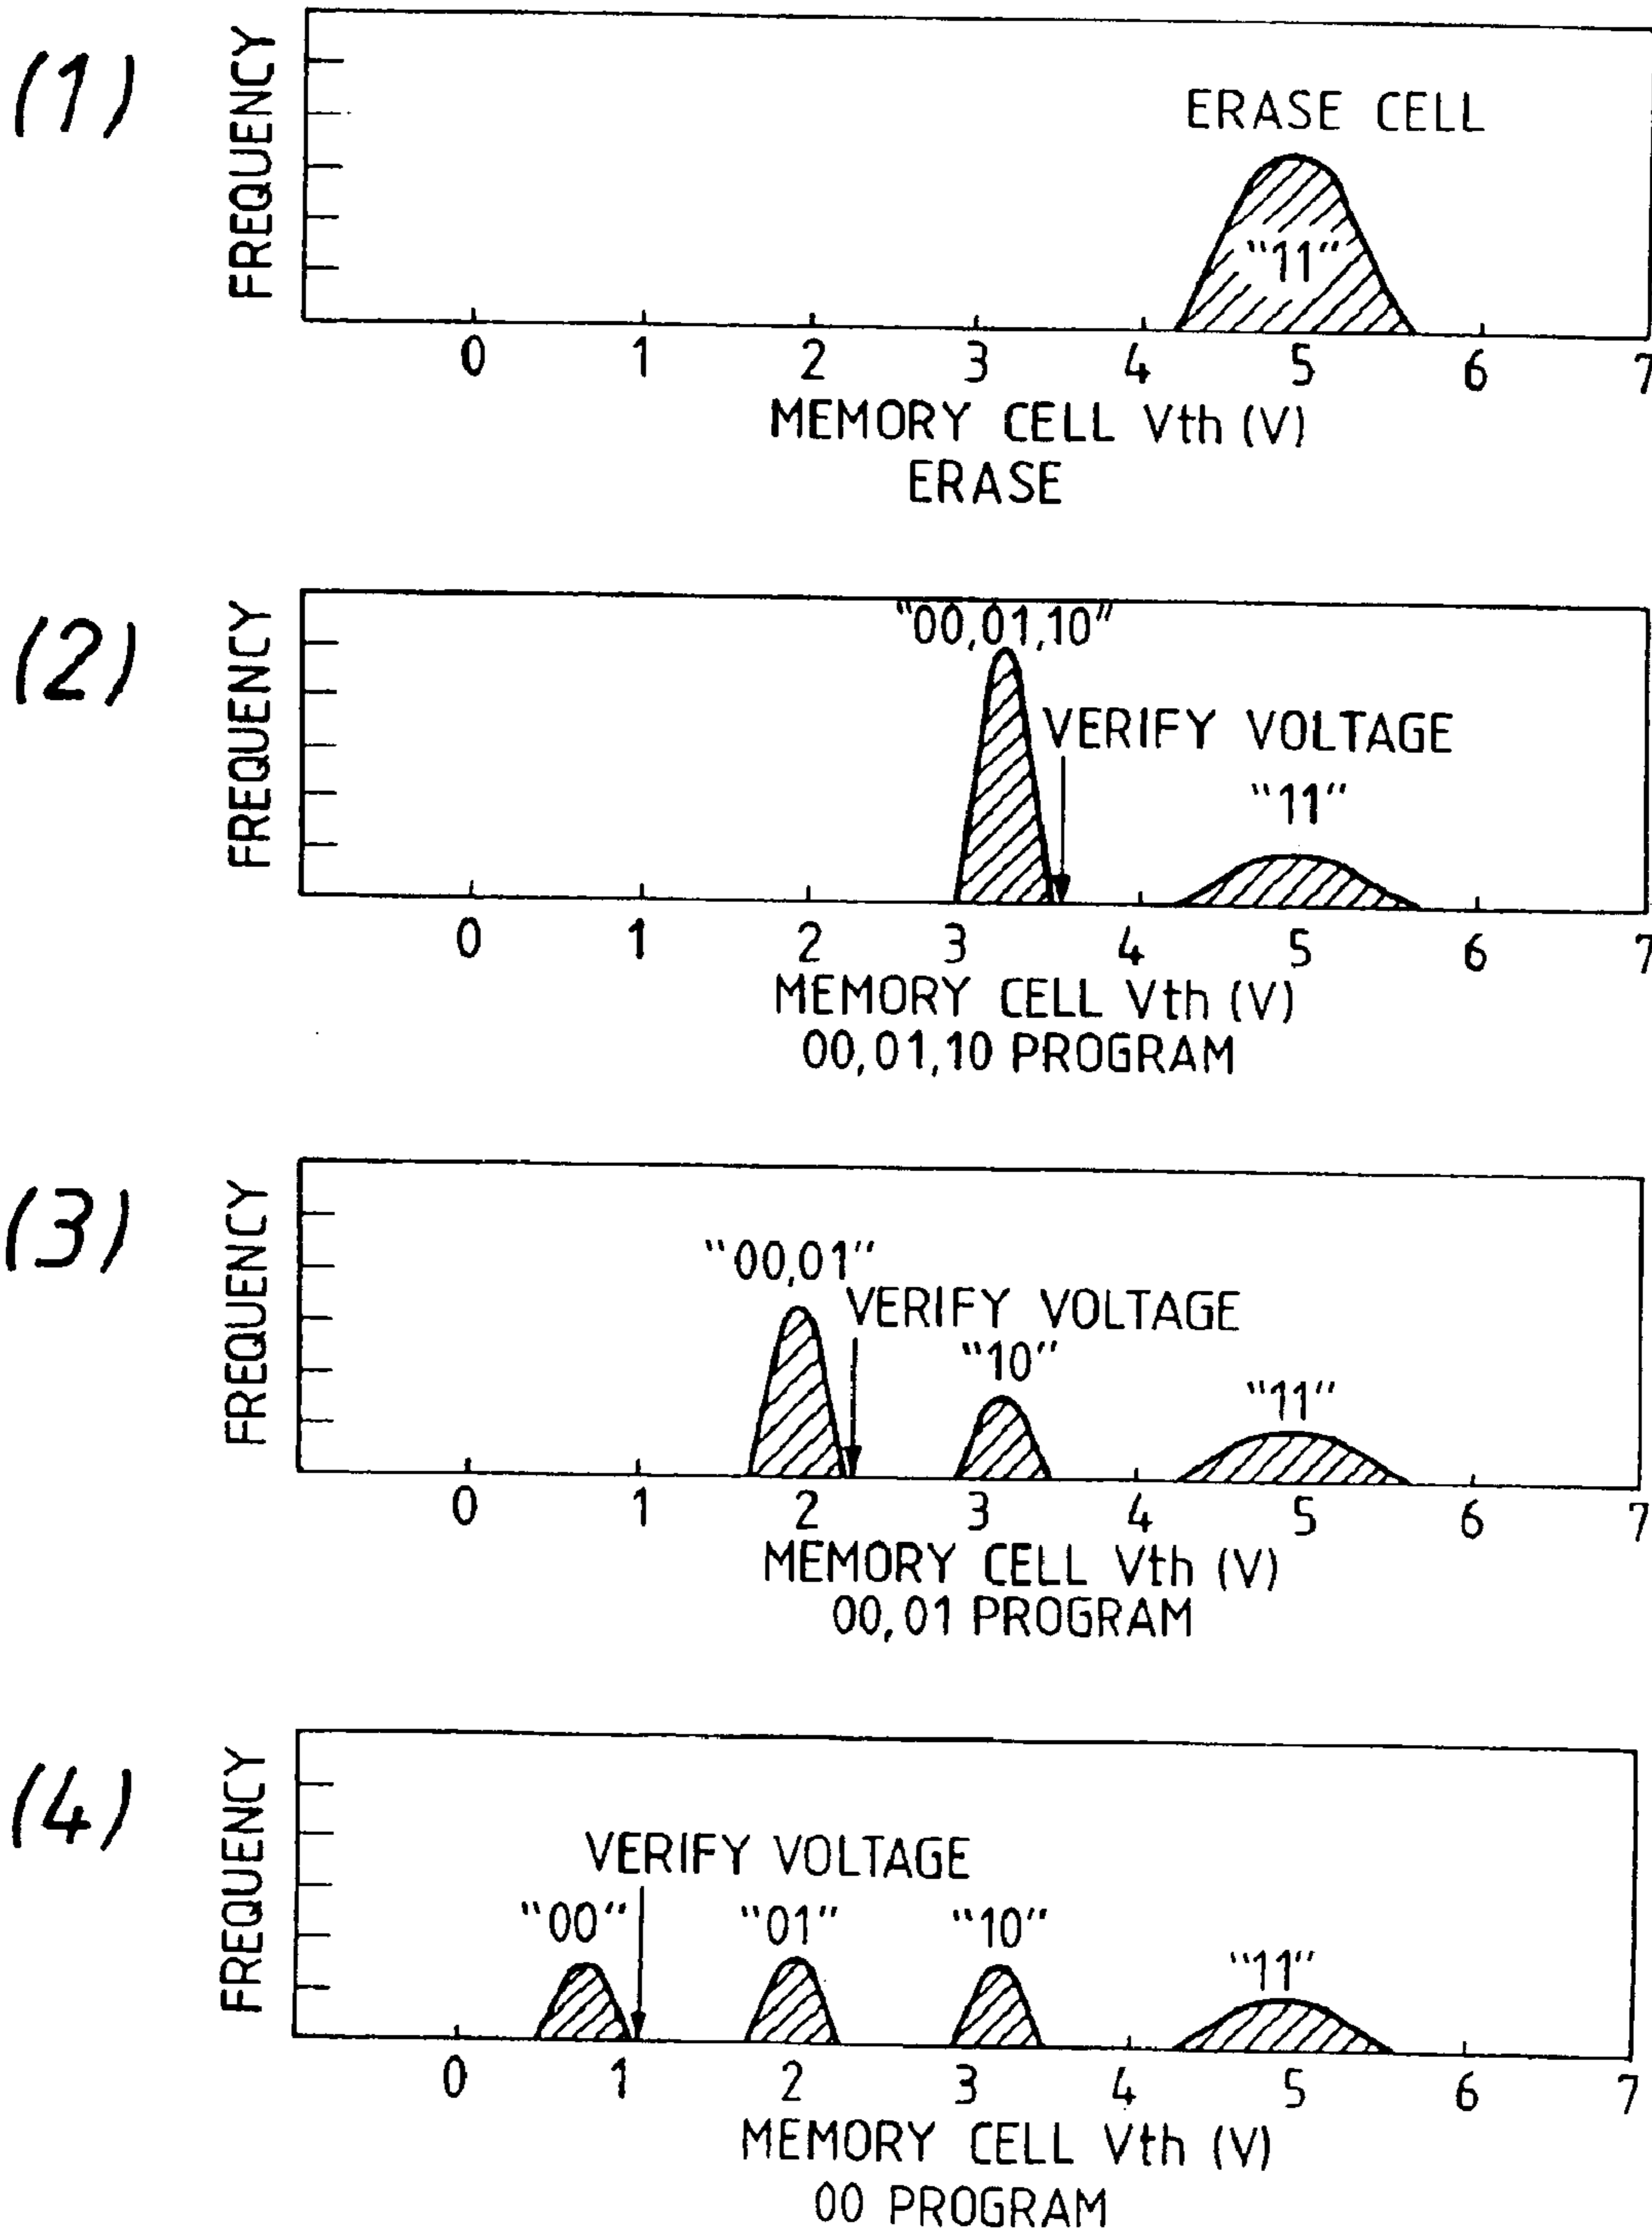 (1)
FREQUENCY
ERASE CELL
“11”
0 1 2 3 4 5 6 7
MEMORY CELL Vth (V)
ERASE
(2)
FREQUENCY
“00,01,10”
VERIFY VOLTAGE
“11”
0 1 2 3 4 5 6 7
MEMORY CELL Vth (V)
00,01,10 PROGRAM
(3)
FREQUENCY
“00,01”
VERIFY VOLTAGE
“10”
“11”
0 1 2 3 4 5 6 7
MEMORY CELL Vth (V)
00,01 PROGRAM
(4)
FREQUENCY
VERIFY VOLTAGE
“00” “01” “10” “11”
0 1 2 3 4 5 6 7
MEMORY CELL Vth (V)
00 PROGRAM